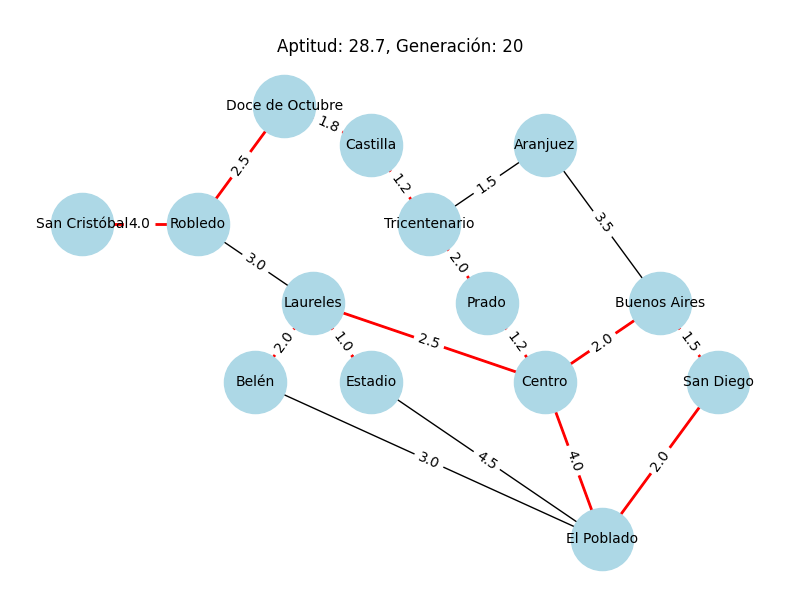 Aptitud: 28.7, Generación: 20
Doce de Octubre
1.8
Castilla
Aranjuez
2.5
1.2
1.5
San Cristóbal
4.0
Robledo
Tricentenario
3.5
3.0
2.0
Laureles
Prado
Buenos Aires
2.0
1.0
2.5
1.2
2.0
1.5
Belén
Estadio
Centro
San Diego
3.0
4.5
4.0
2.0
El Poblado